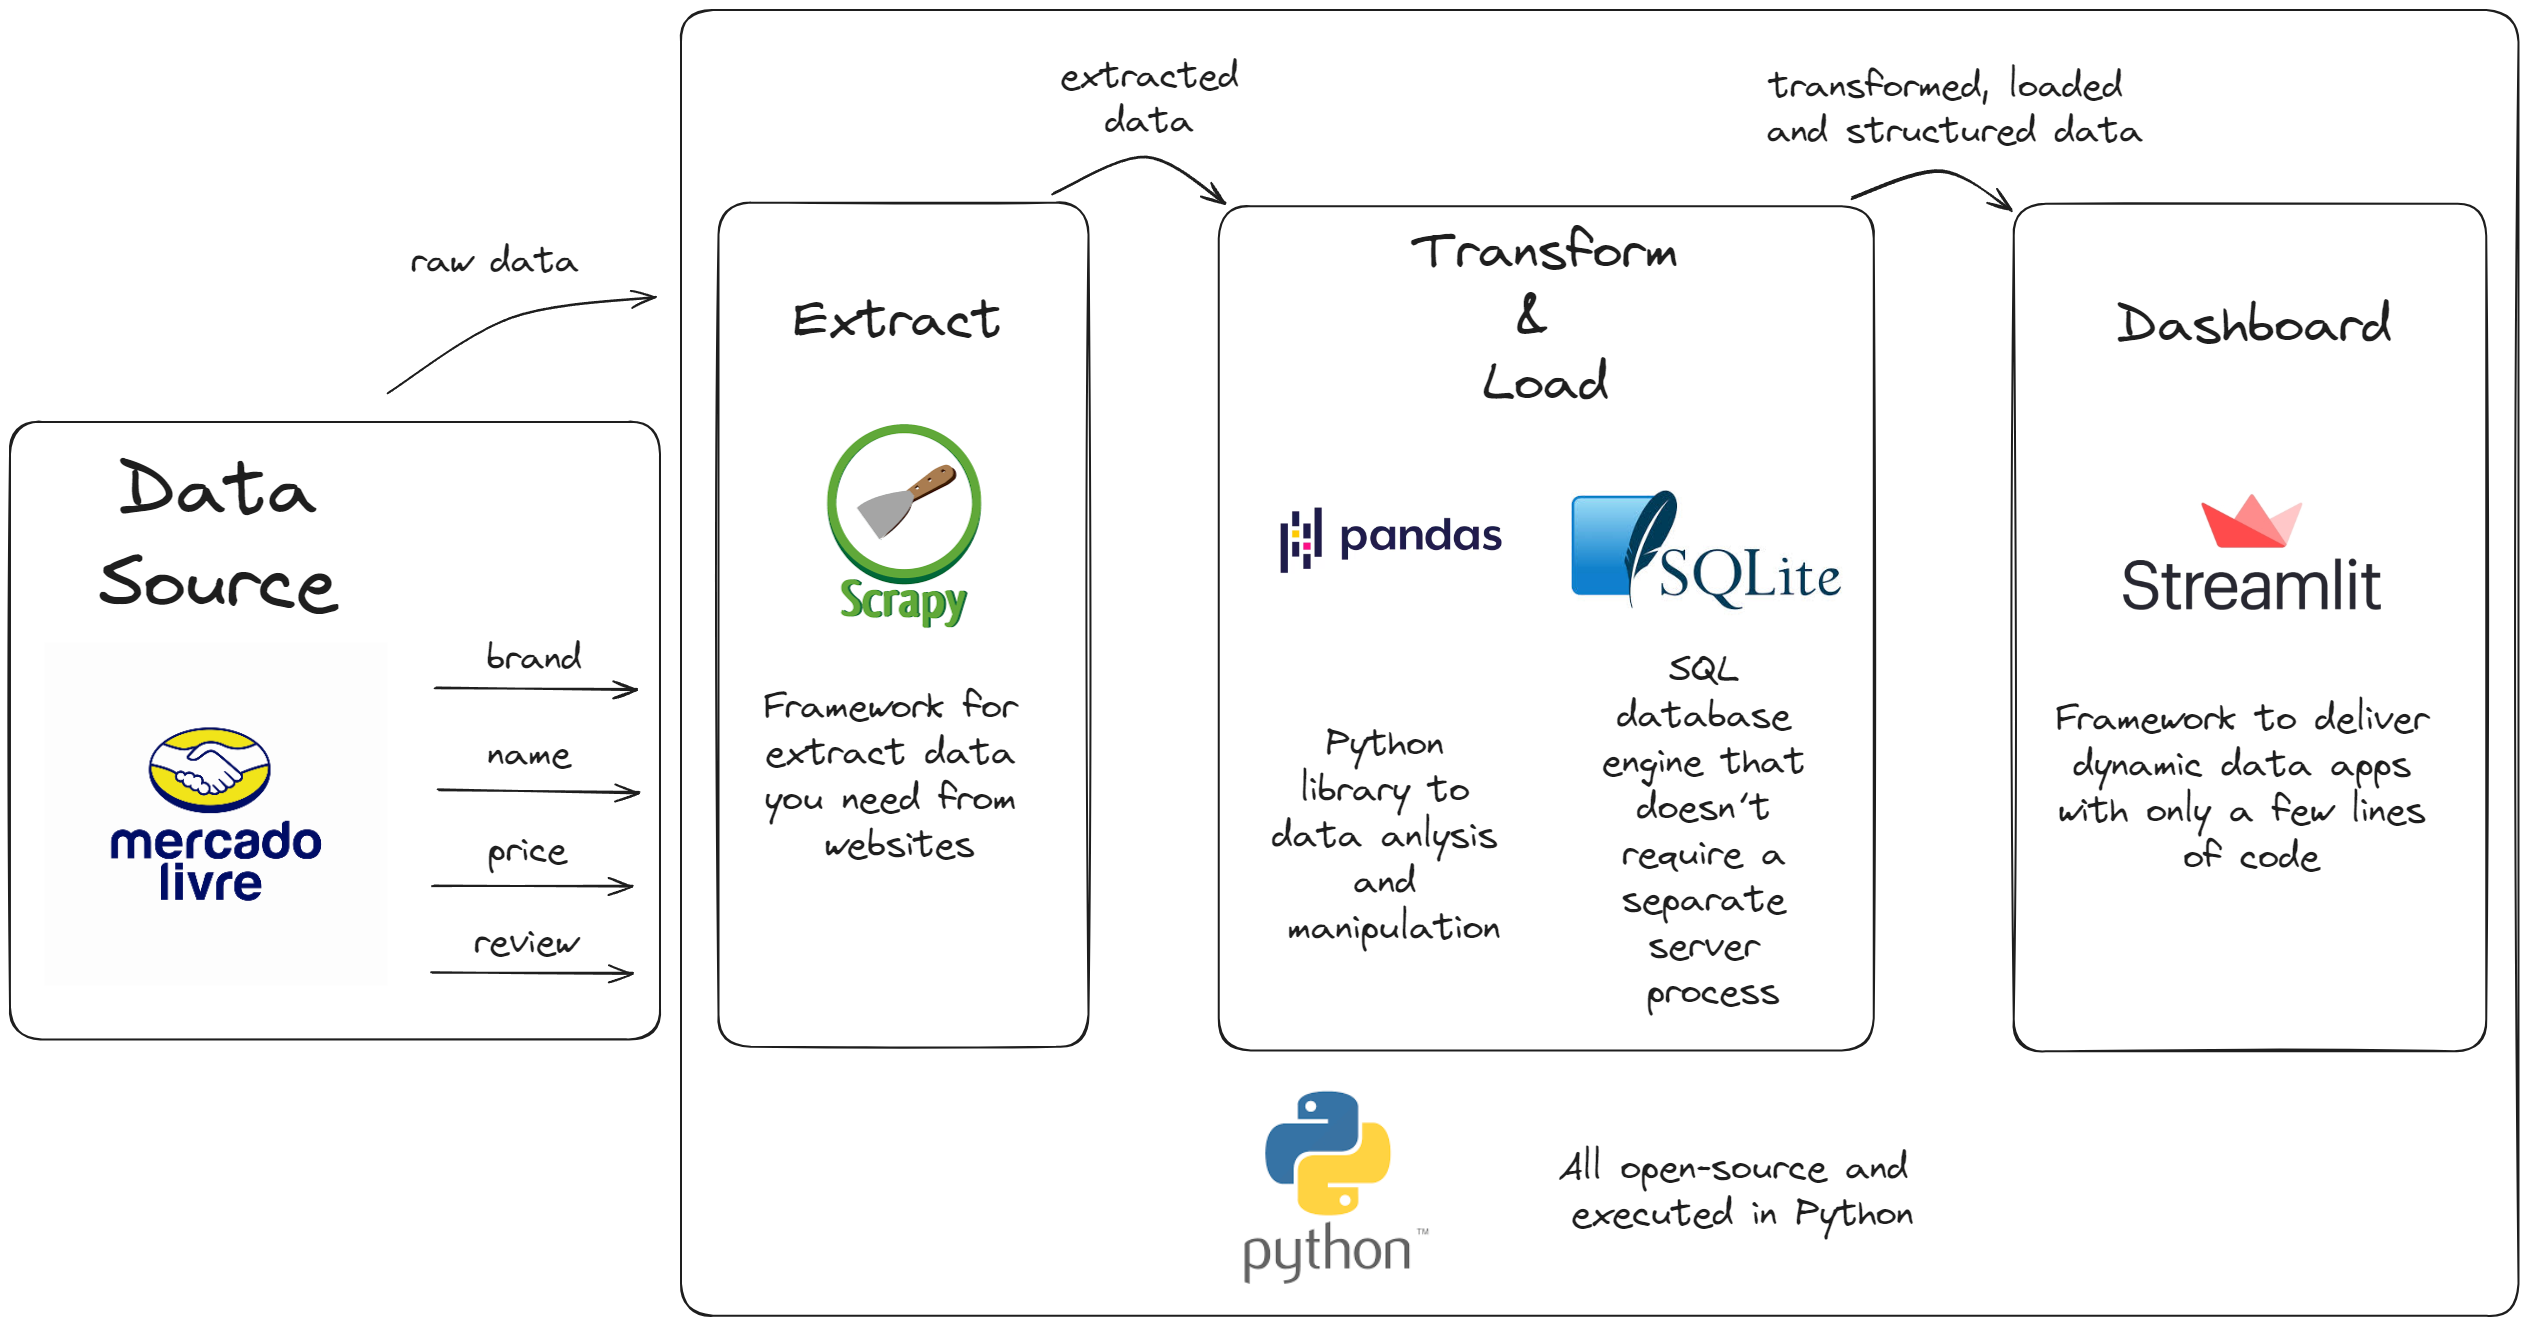 Data
Source
mercado
livre
brand
name
price
review
raw data
Extract
Scrapy
Framework for
extract data
you need from
websites
extracted
data
Transform
&
Load
pandas
Python
library to
data anlysis
and
manipulation
SQLite
SQL
database
engine that
doesn't
require a
separate
server
process
transformed, loaded
and structured data
Dashboard
Streamlit
Framework to deliver
dynamic data apps
with only a few lines
of code
python™
All open-source and
executed in Python